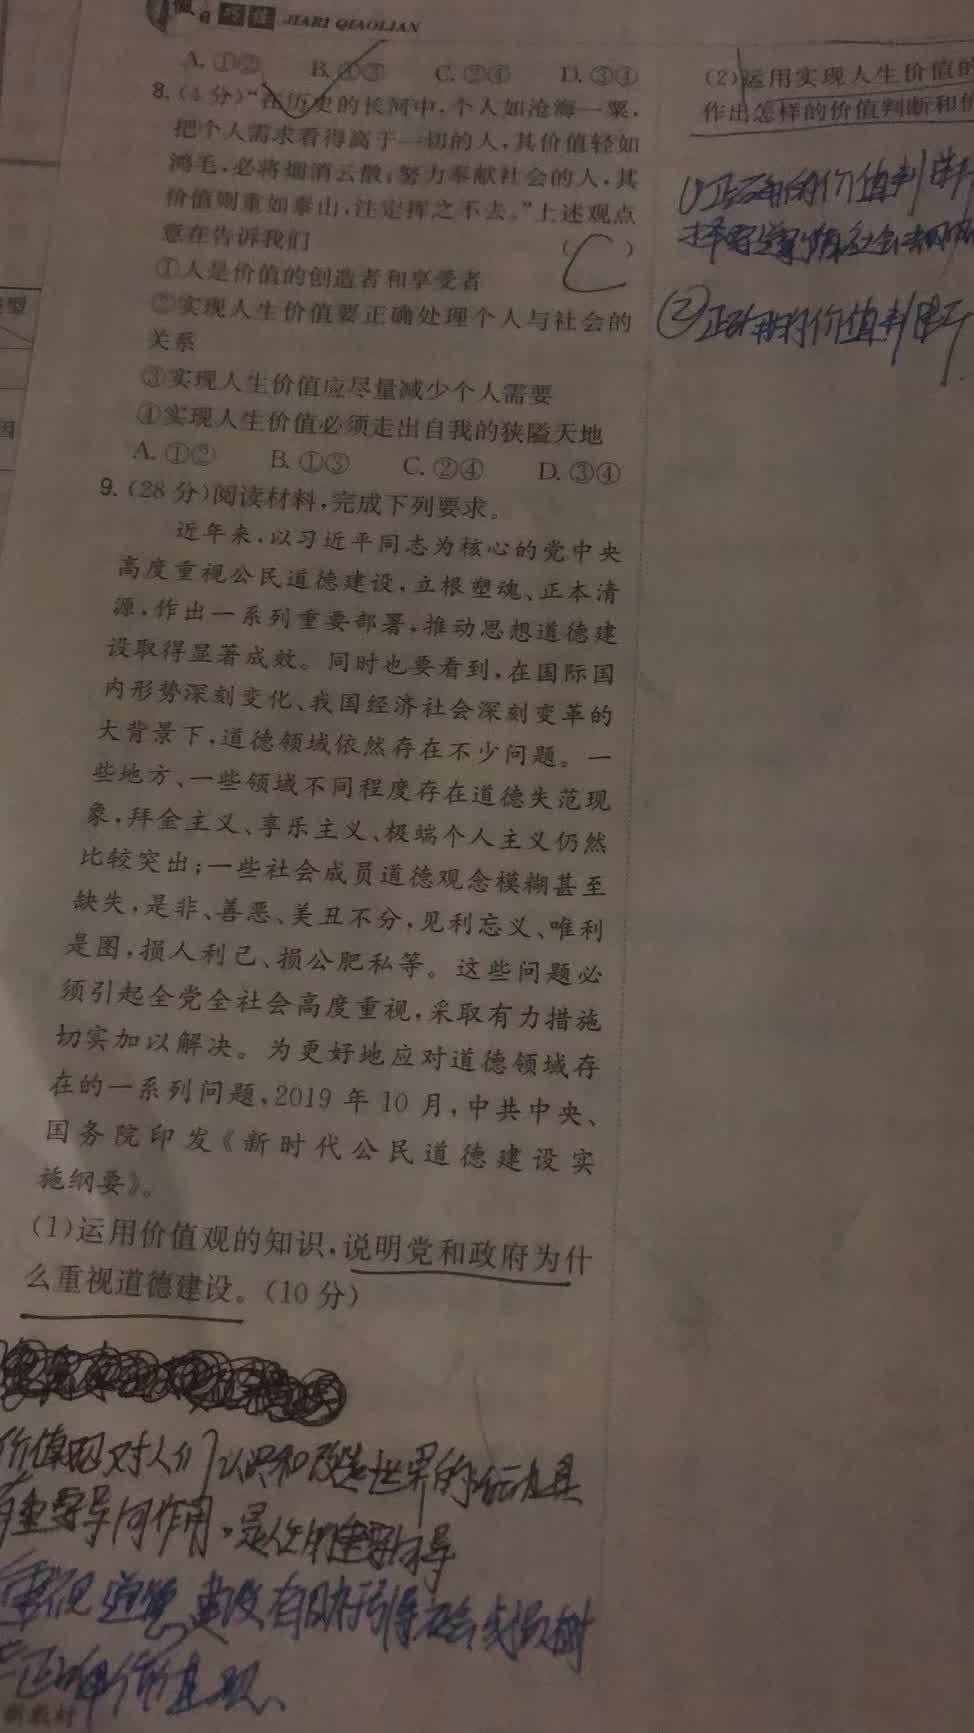 JIARI QIAOLIAN
A. ①② B. ①③ C. ②④ D. ③④
8. (4分)“在历史的长河中,个人如沧海一粟,
把个人需求看得高于一切的人,其价值轻如
鸿毛,必将烟消云散;努力奉献社会的人,其
价值则重如泰山,注定挥之不去。”上述观点
意在告诉我们 (C)
①人是价值的创造者和享受者
②实现人生价值要正确处理个人与社会的
关系
③实现人生价值应尽量减少个人需要
④实现人生价值必须走出自我的狭隘天地
A. ①② B. ①③ C. ②④ D. ③④
9. (28分)阅读材料,完成下列要求。
近年来,以习近平同志为核心的党中央
高度重视公民道德建设,立根塑魂、正本清
源,作出一系列重要部署,推动思想道德建
设取得显著成效。同时也要看到,在国际国
内形势深刻变化、我国经济社会深刻变革的
大背景下,道德领域依然存在不少问题。一
些地方、一些领域不同程度存在道德失范现
象,拜金主义、享乐主义、极端个人主义仍然
比较突出;一些社会成员道德观念模糊甚至
缺失,是非、善恶、美丑不分,见利忘义、唯利
是图,损人利己、损公肥私等。这些问题必
须引起全党全社会高度重视,采取有力措施
切实加以解决。为更好地应对道德领域存
在的一系列问题,2019年10月,中共中央、
国务院印发《新时代公民道德建设实
施纲要》。
(1)运用价值观的知识,说明党和政府为什
么重视道德建设。(10分)
价值观对人们认识和改造世界的活动具
有重要导向作用,是人生的重要向导
重视道德建设有助于引导社会成员树
正确价值观、
新教材
(2)运用实现人生价值的
作出怎样的价值判断和价
①正确的价值判断
②正确的价值判断